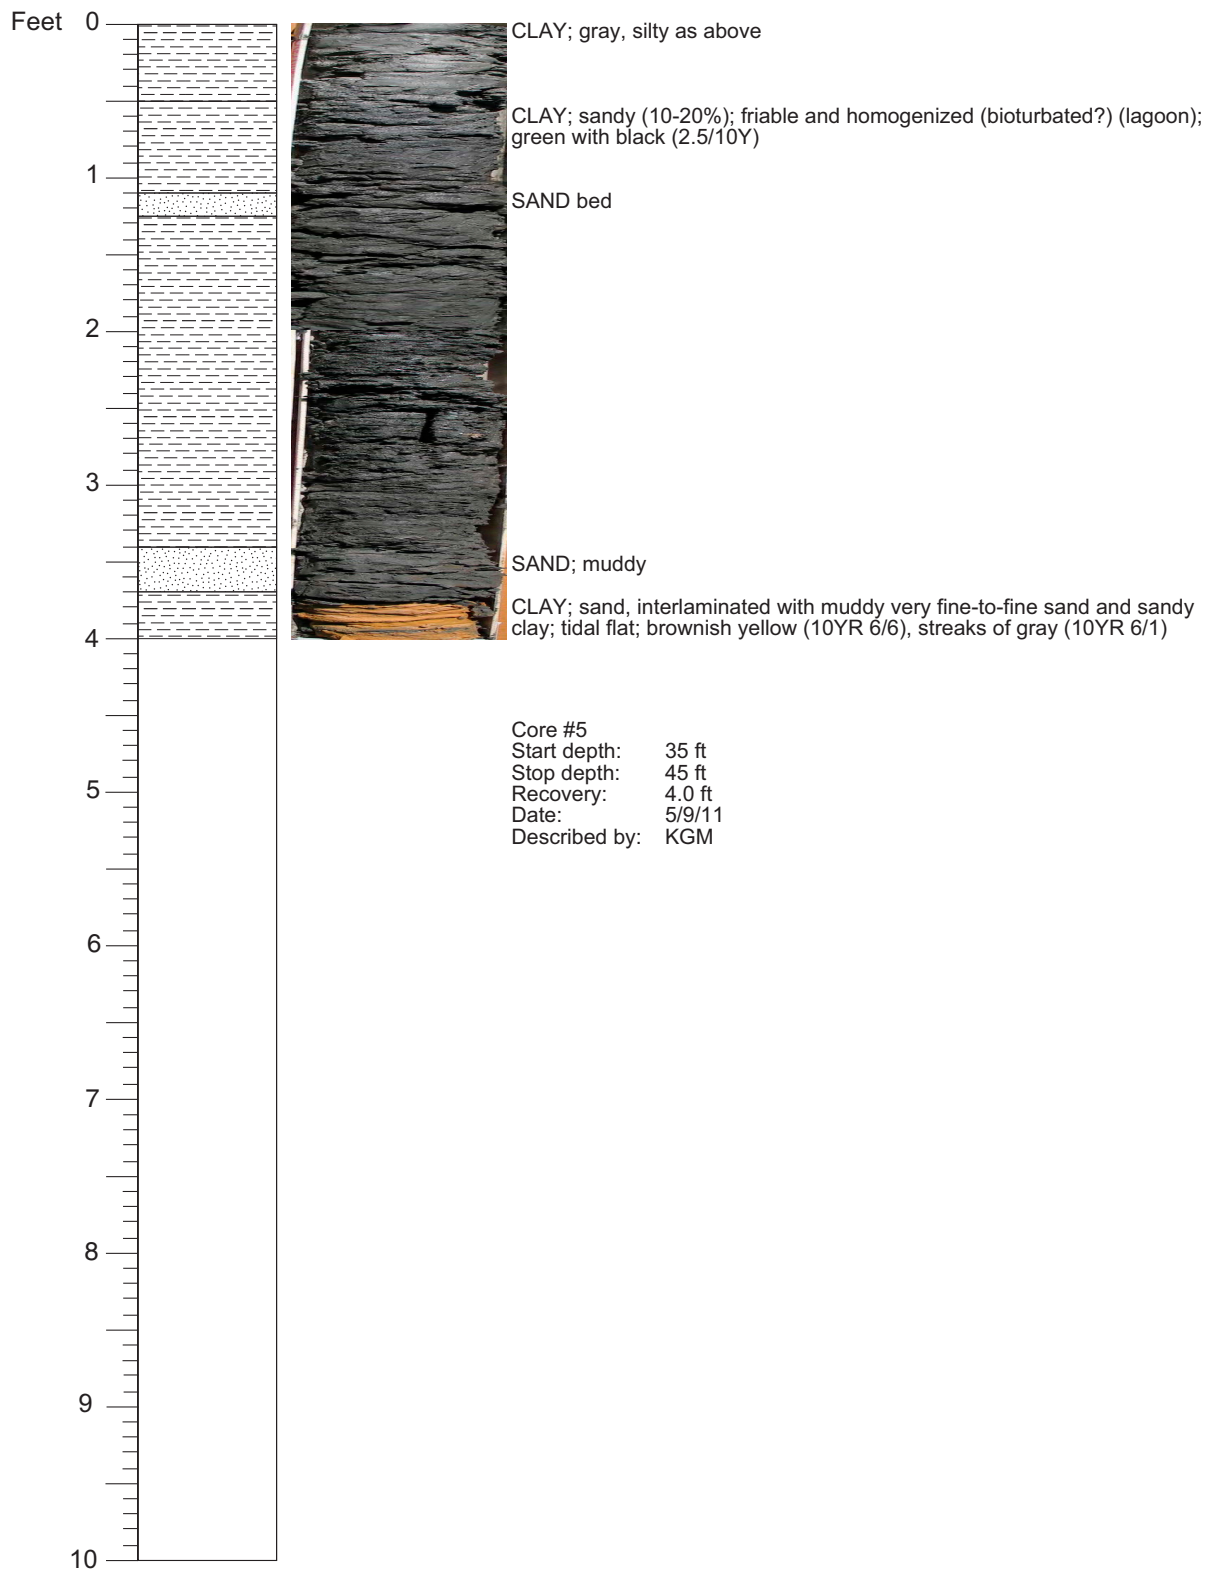 Feet 0
CLAY; gray, silty as above
CLAY; sandy (10-20%); friable and homogenized (bioturbated?) (lagoon);
green with black (2.5/10Y)
1
SAND bed
2
3
SAND; muddy
CLAY; sand, interlaminated with muddy very fine-to-fine sand and sandy
clay; tidal flat; brownish yellow (10YR 6/6), streaks of gray (10YR 6/1)
4
Core #5
Start depth: 35 ft
Stop depth: 45 ft
5
Recovery: 4.0 ft
Date: 5/9/11
Described by: KGM
6
7
8
9
10